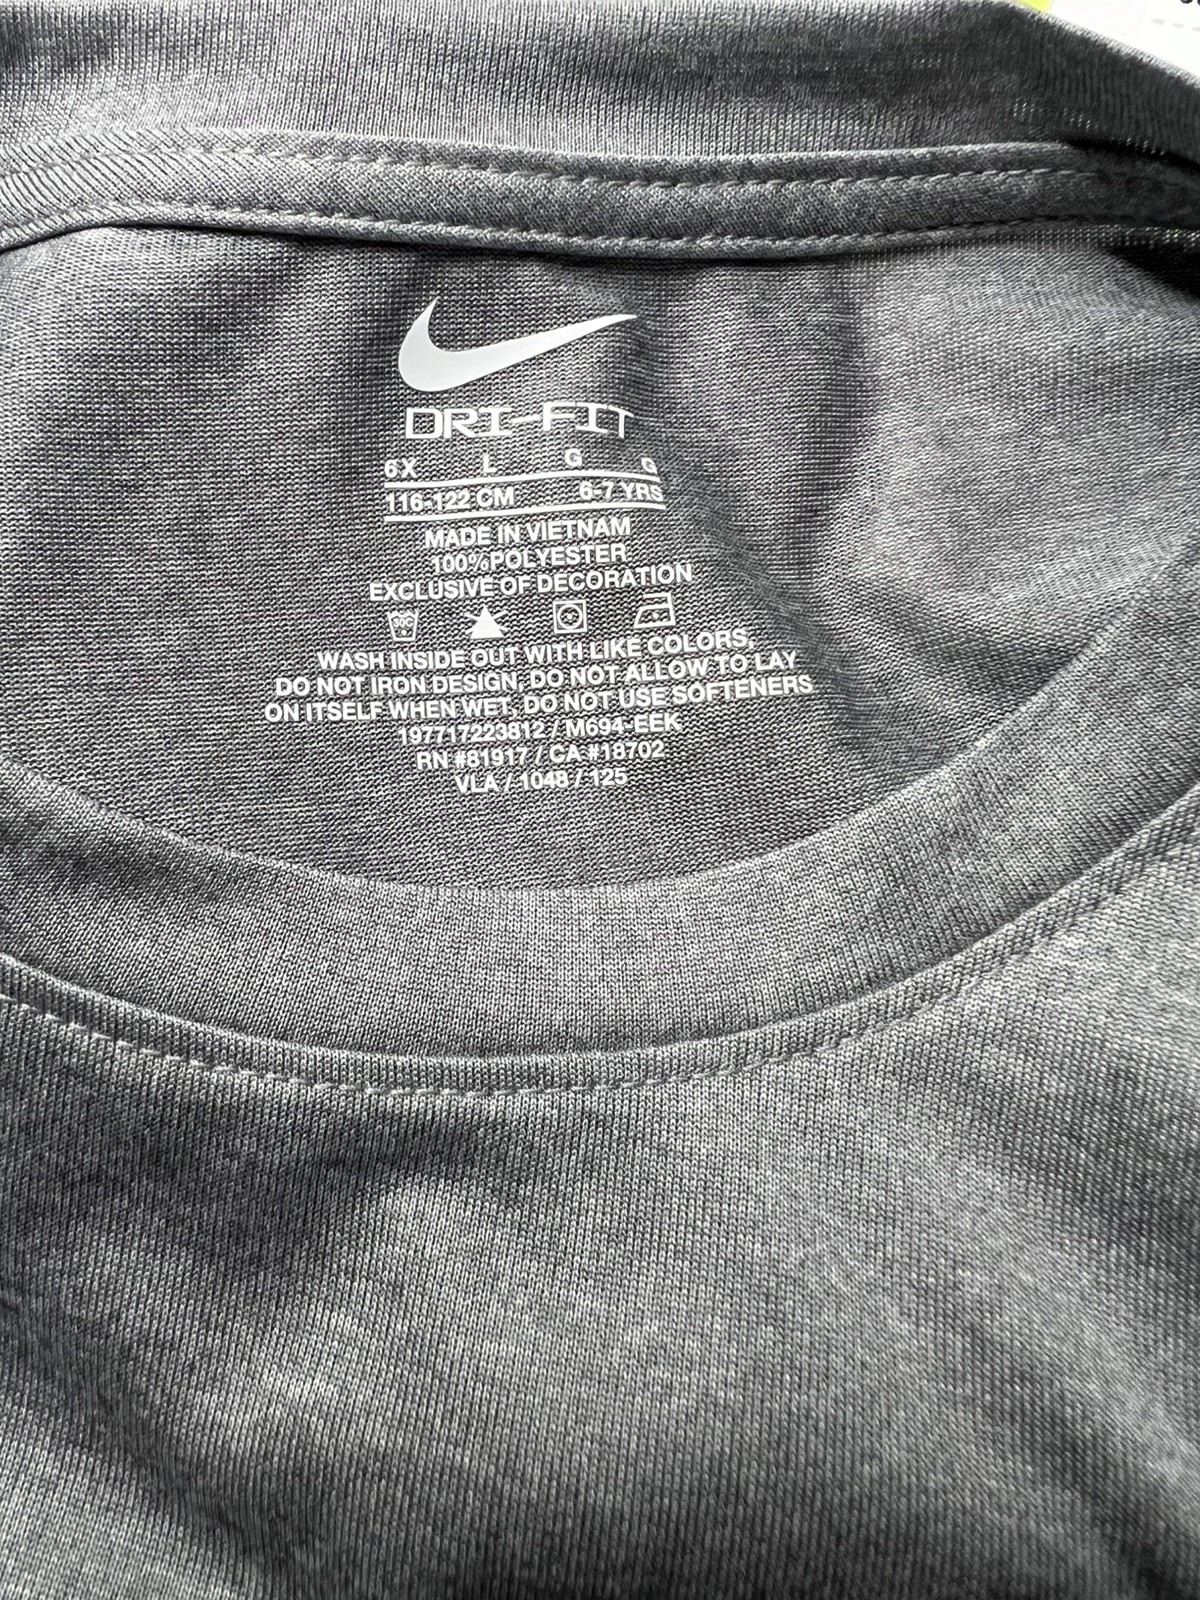 DRI-FIT
6X L G G
116-122 CM 6-7 YRS
MADE IN VIETNAM
100%POLYESTER
EXCLUSIVE OF DECORATION
30C
WASH INSIDE OUT WITH LIKE COLORS,
DO NOT IRON DESIGN, DO NOT ALLOW TO LAY
ON ITSELF WHEN WET, DO NOT USE SOFTENERS
197717223812 / M694-EEK
RN #81917 / CA #18702
VLA / 1048 / 125